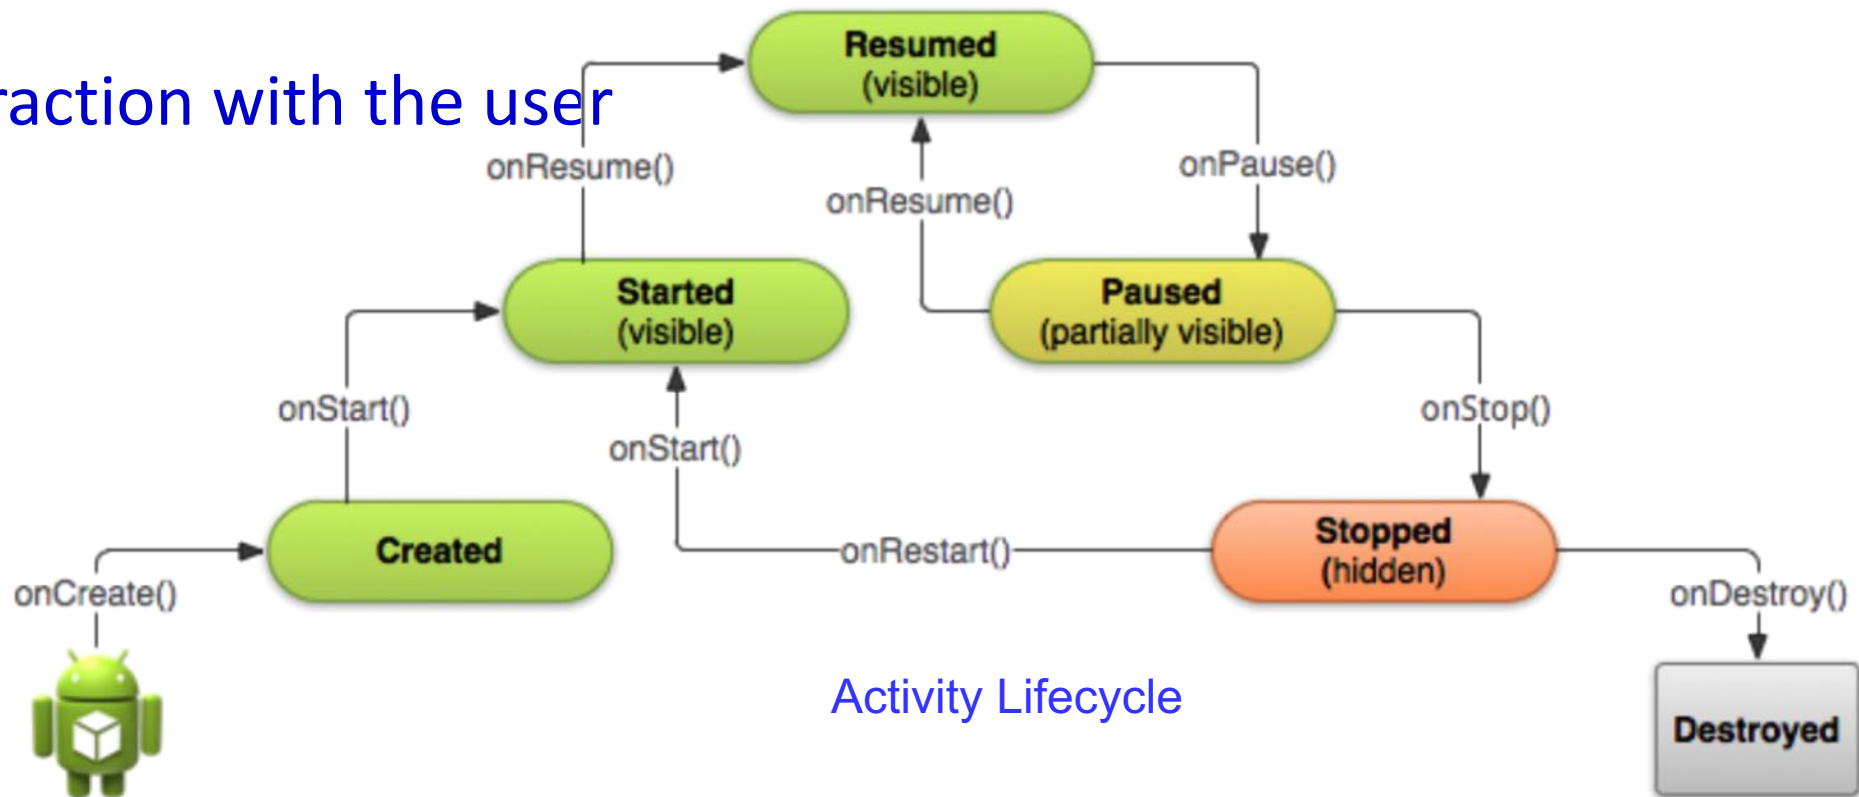 Resumed
(visible)
raction with the user
onResume()
onPause()
onResume()
Started
(visible)
Paused
(partially visible)
onStart()
onStop()
onStart()
Created
onRestart()
Stopped
(hidden)
onCreate()
onDestroy()
Activity Lifecycle
Destroyed